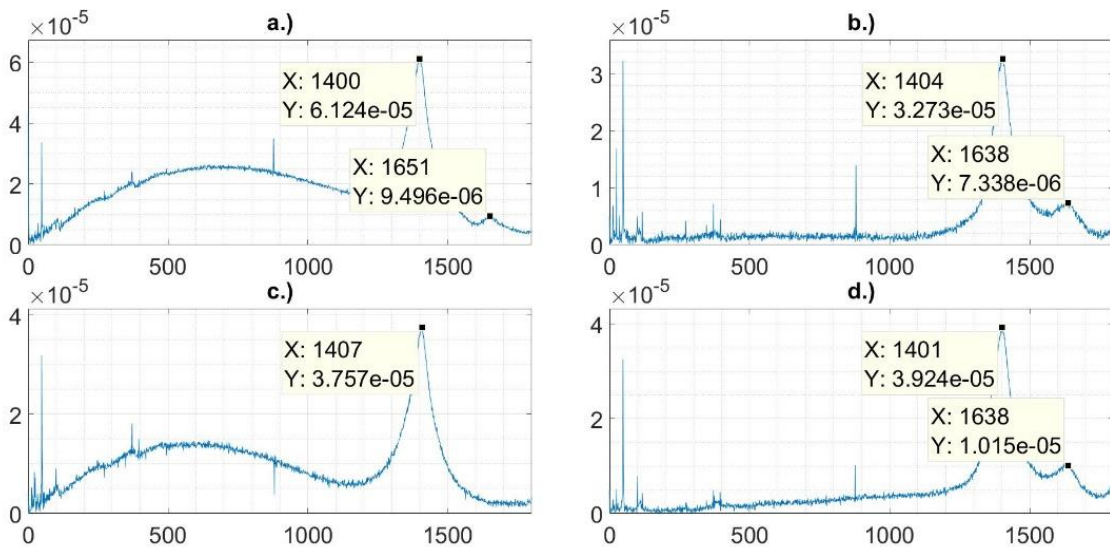 a.)
×10-5
6
4
2
0
X: 1400
Y: 6.124e-05
X: 1651
Y: 9.496e-06
0 500 1000 1500
b.)
×10-5
3
2
1
0
X: 1404
Y: 3.273e-05
X: 1638
Y: 7.338e-06
0 500 1000 1500
c.)
×10-5
4
2
0
X: 1407
Y: 3.757e-05
0 500 1000 1500
d.)
×10-5
4
2
0
X: 1401
Y: 3.924e-05
X: 1638
Y: 1.015e-05
0 500 1000 1500